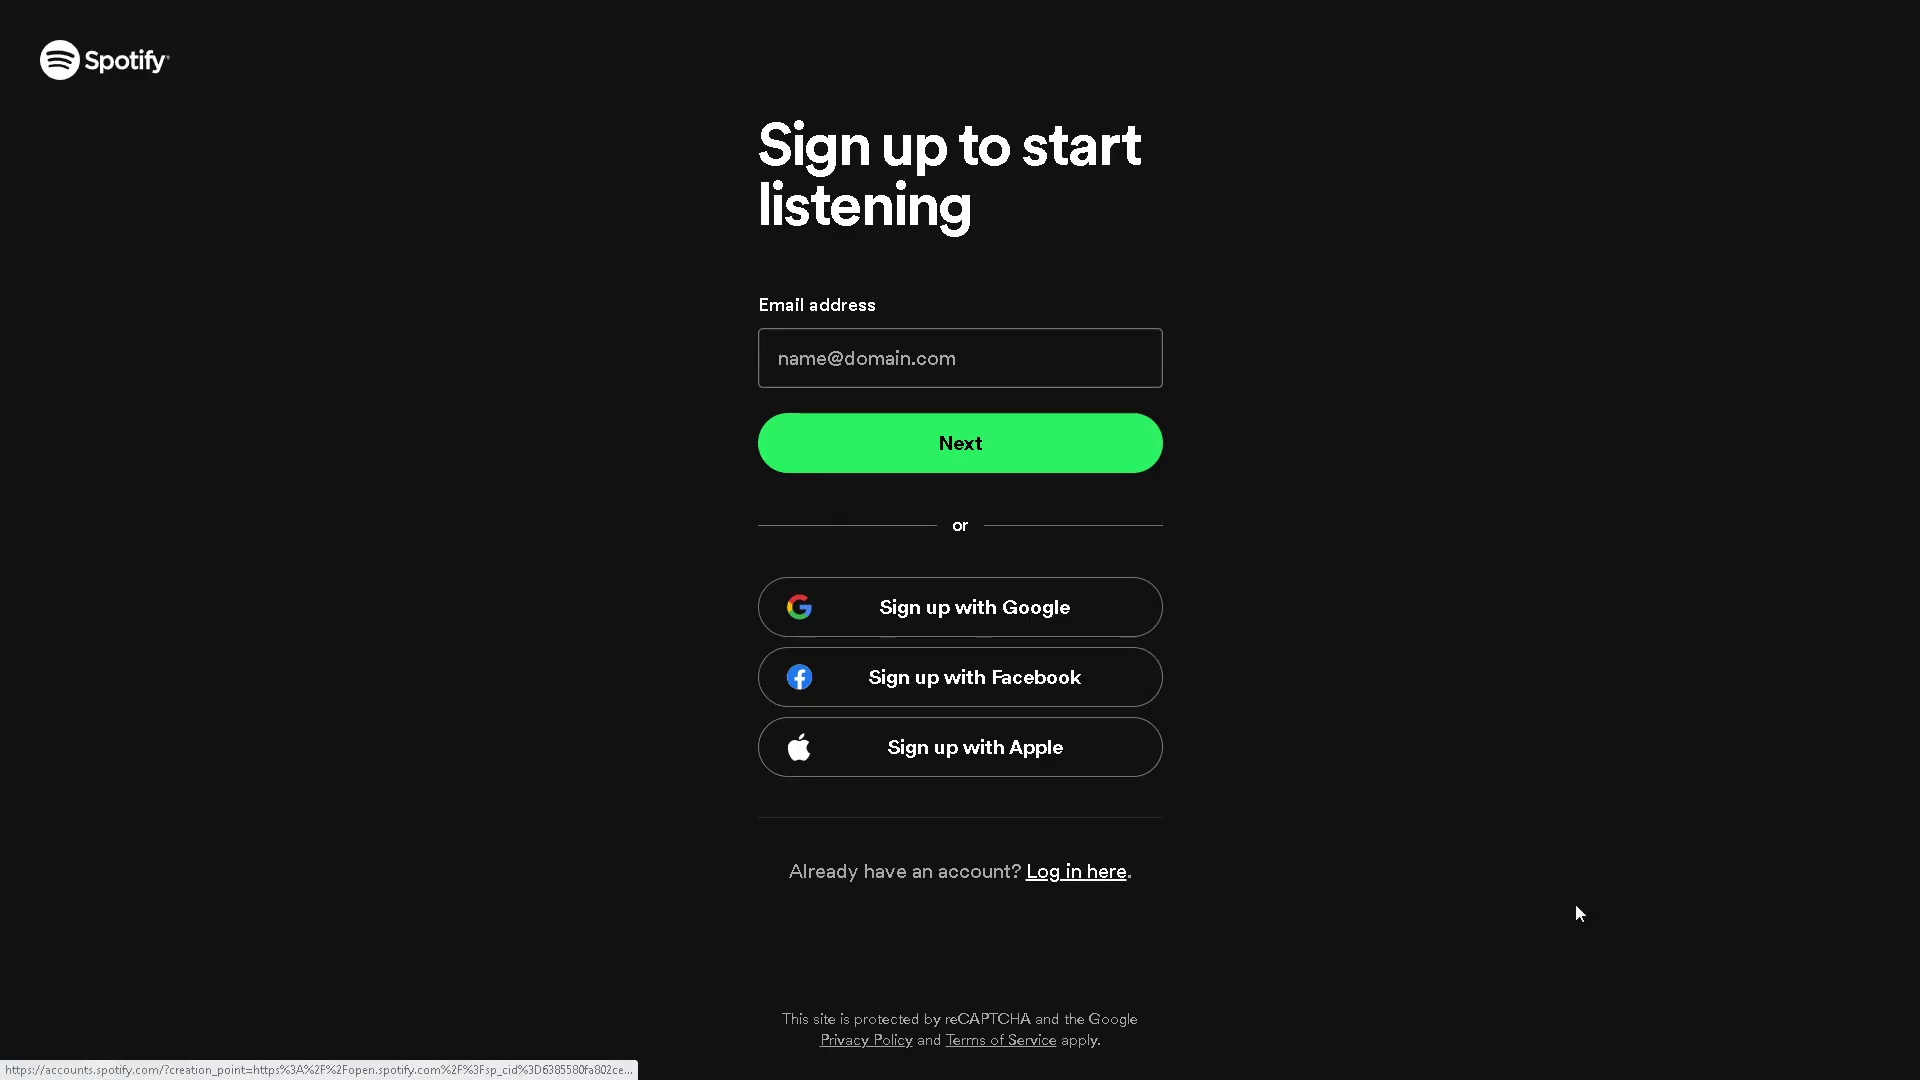 Spotify
Sign up to start
listening
Email address
name@domain.com
Next
or
Sign up with Google
Sign up with Facebook
Sign up with Apple
Already have an account? Log in here.
This site is protected by reCAPTCHA and the Google
Privacy Policy and Terms of Service apply.
https://accounts.spotify.com/?creation_point=https%3A%2F%2Fopen.spotify.com%2F%3Fsp_cid%3D6385580fa802ce...